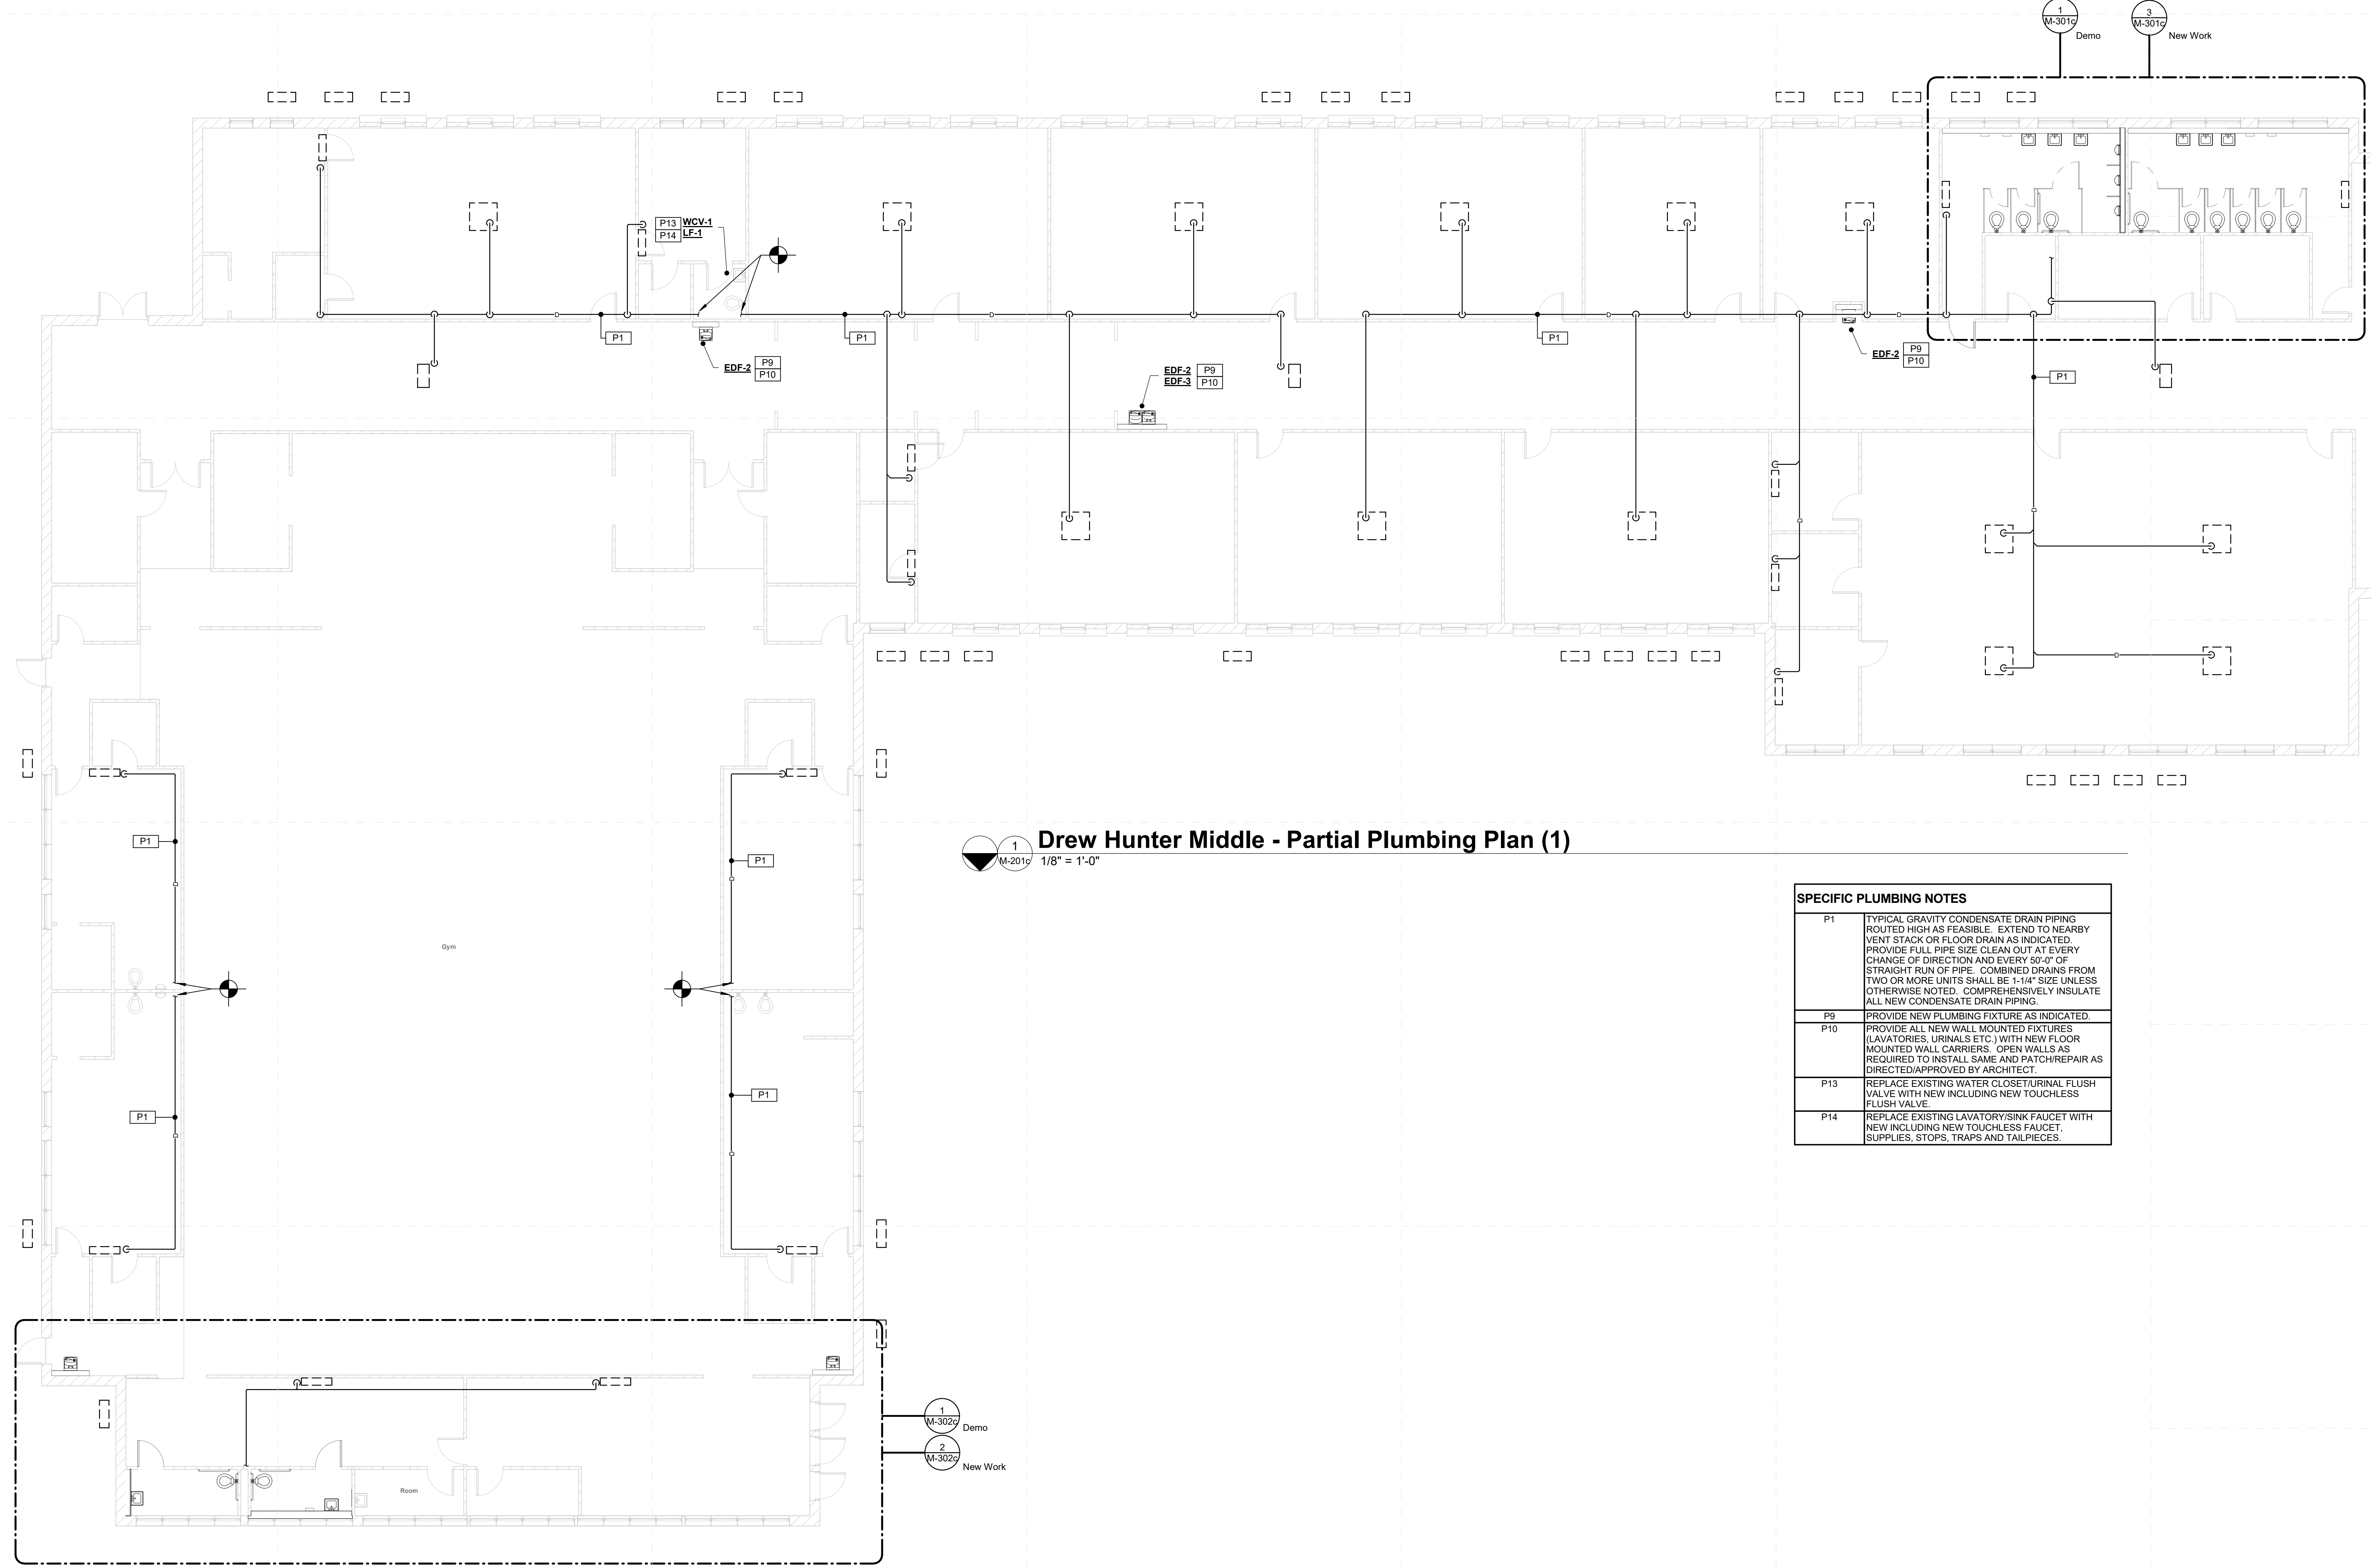 1
M-301c
Demo
3
M-301c
New Work
P13 WCV-1
P14 LF-1
P1
P1
P1
EDF-2 P9
P10
EDF-2 P9
EDF-3 P10
EDF-2 P9
P10
P1
D
D
D
D
D
D
D
P1
P1
D
D
Gym
P1
P1
D
D
1
M-201c
Drew Hunter Middle - Partial Plumbing Plan (1)
1/8" = 1'-0"
SPECIFIC PLUMBING NOTES
P1 TYPICAL GRAVITY CONDENSATE DRAIN PIPING
ROUTED HIGH AS FEASIBLE. EXTEND TO NEARBY
VENT STACK OR FLOOR DRAIN AS INDICATED.
PROVIDE FULL PIPE SIZE CLEAN OUT AT EVERY
CHANGE OF DIRECTION AND EVERY 50'-0" OF
STRAIGHT RUN OF PIPE. COMBINED DRAINS FROM
TWO OR MORE UNITS SHALL BE 1-1/4" SIZE UNLESS
OTHERWISE NOTED. COMPREHENSIVELY INSULATE
ALL NEW CONDENSATE DRAIN PIPING.
P9 PROVIDE NEW PLUMBING FIXTURE AS INDICATED.
P10 PROVIDE ALL NEW WALL MOUNTED FIXTURES
(LAVATORIES, URINALS ETC.) WITH NEW FLOOR
MOUNTED WALL CARRIERS. OPEN WALLS AS
REQUIRED TO INSTALL SAME AND PATCH/REPAIR AS
DIRECTED/APPROVED BY ARCHITECT.
P13 REPLACE EXISTING WATER CLOSET/URINAL FLUSH
VALVE WITH NEW INCLUDING NEW TOUCHLESS
FLUSH VALVE.
P14 REPLACE EXISTING LAVATORY/SINK FAUCET WITH
NEW INCLUDING NEW TOUCHLESS FAUCET,
SUPPLIES, STOPS, TRAPS AND TAILPIECES.
1
M-302c
Demo
2
M-302c
New Work
Room